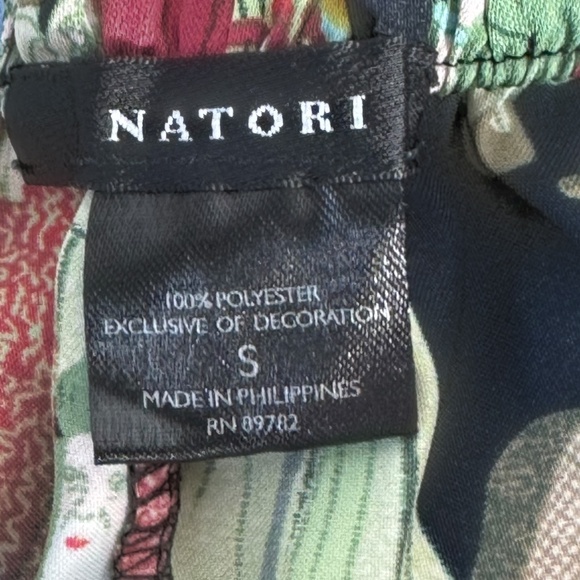 NATORI
100% POLYESTER
EXCLUSIVE OF DECORATION
S
MADE IN PHILIPPINES
RN 89782